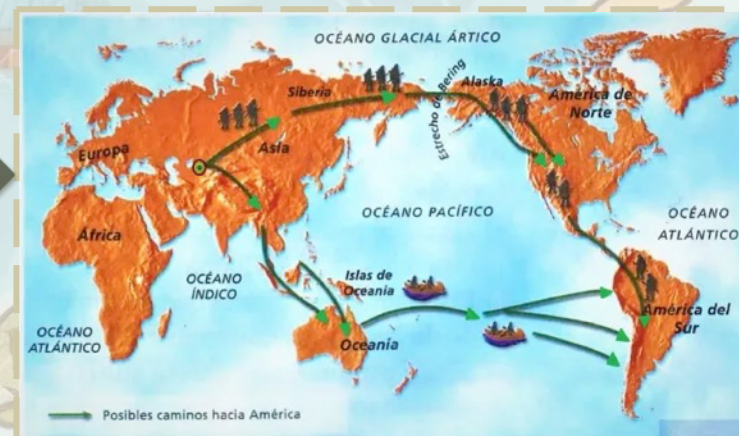 OCÉANO GLACIAL ÁRTICO
Siberia
Estrecho de Bering
Alaska
América de
Norte
Europa
Asia
África
OCÉANO PACÍFICO
OCÉANO
ATLÁNTICO
OCÉANO
ÍNDICO
Islas de
Oceania
OCÉANO
ATLÁNTICO
Oceanía
América del
Sur
Posibles caminos hacia América